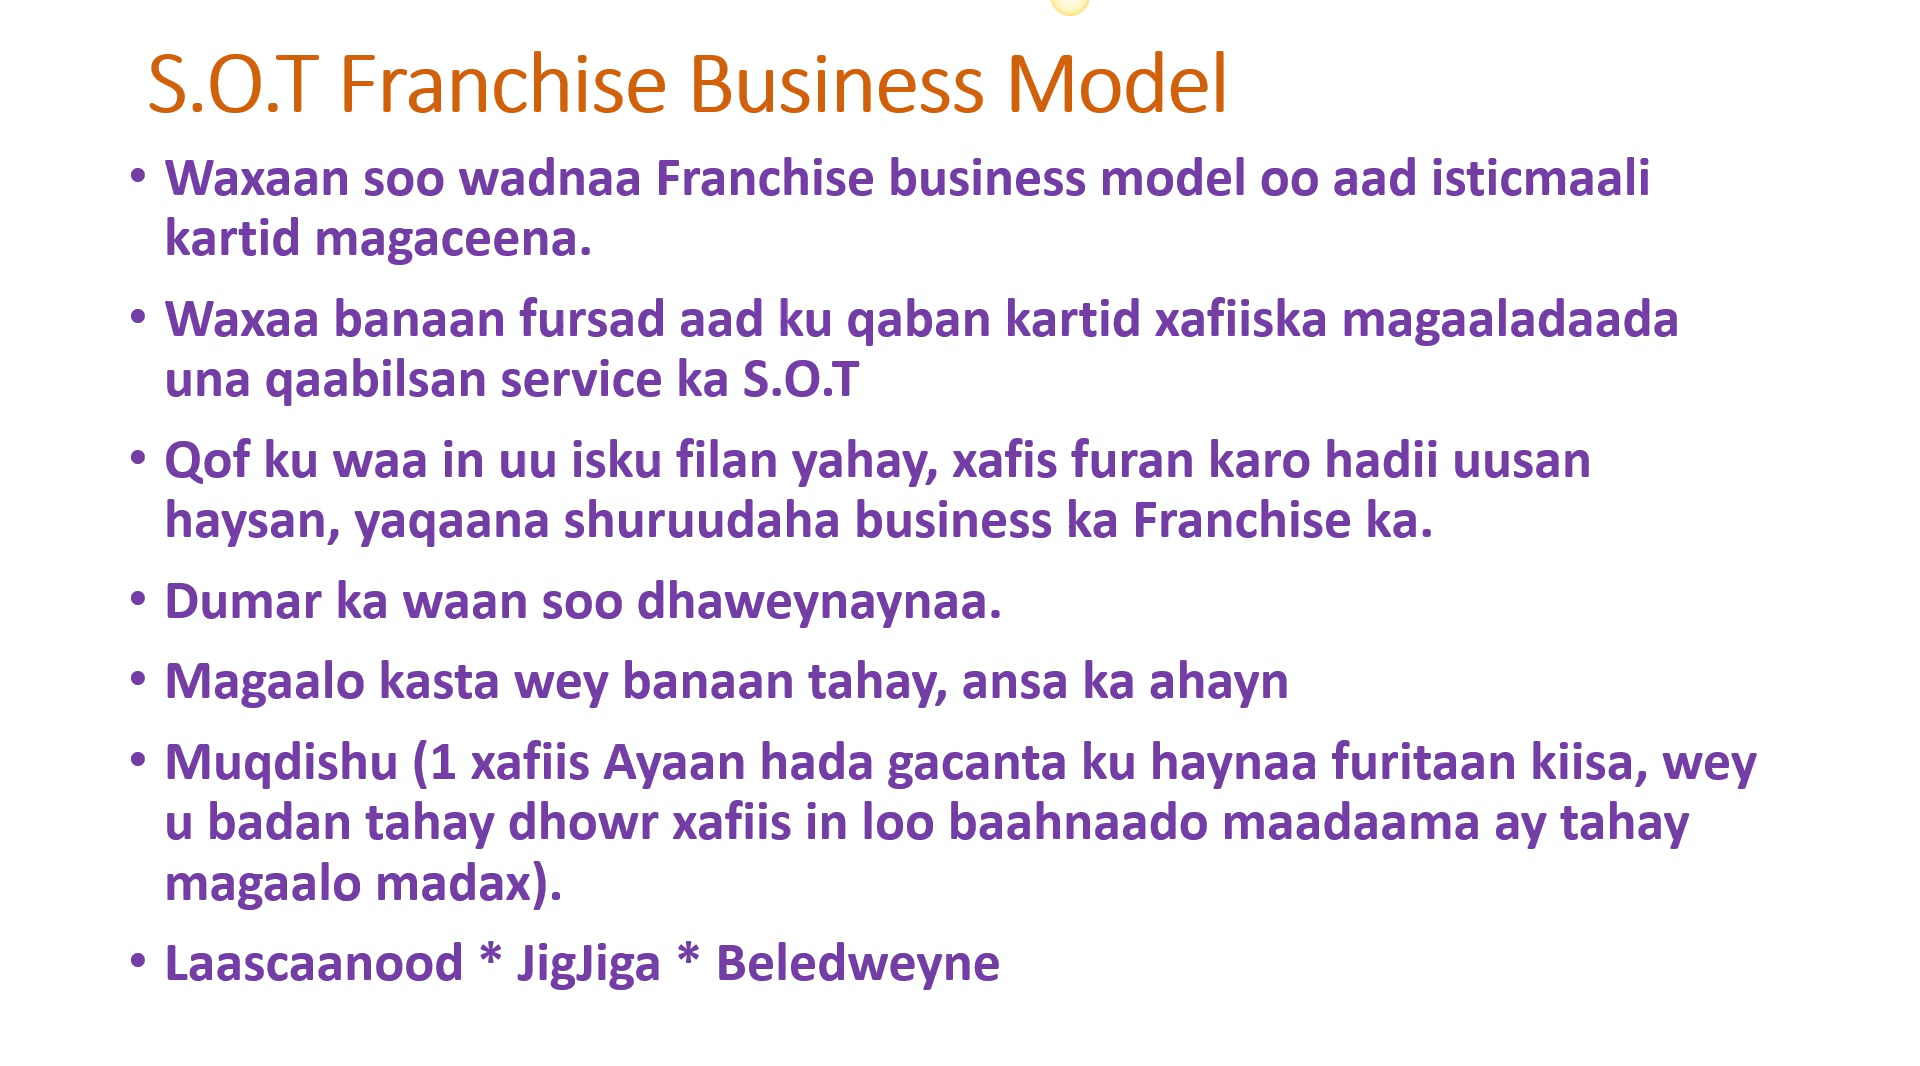 S.O.T Franchise Business Model
• Waxaan soo wadnaa Franchise business model oo aad isticmaali
kartid magaceena.
• Waxaa banaan fursad aad ku qaban kartid xafiiska magaaladaada
una qaabilsan service ka S.O.T
• Qof ku waa in uu isku filan yahay, xafis furan karo hadii uusan
haysan, yaqaana shuruudaha business ka Franchise ka.
• Dumar ka waan soo dhaweynaynaa.
• Magaalo kasta wey banaan tahay, ansa ka ahayn
• Muqdishu (1 xafiis Ayaan hada gacanta ku haynaa furitaan kiisa, wey
u badan tahay dhowr xafiis in loo baahnaado maadaama ay tahay
magaalo madax).
• Laascaanood * JigJiga * Beledweyne